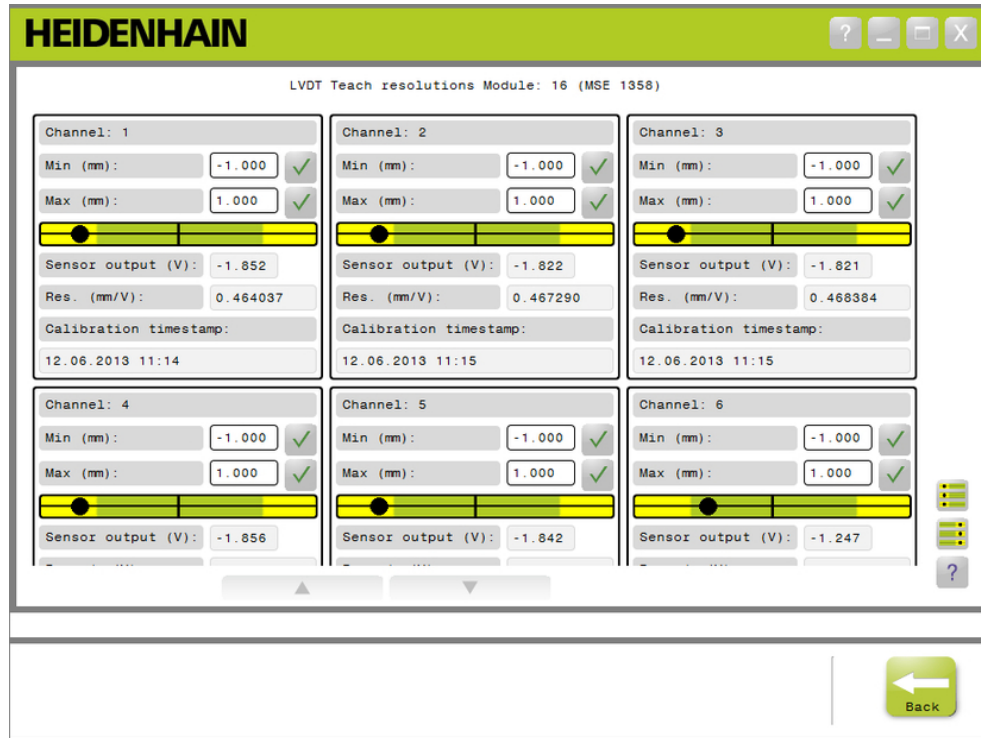 HEIDENHAIN
? _ X
LVDT Teach resolutions Module: 16 (MSE 1358)
Channel: 1
Min (mm): -1.000
Max (mm): 1.000
Sensor output (V): -1.852
Res. (mm/V): 0.464037
Calibration timestamp:
12.06.2013 11:14
Channel: 2
Min (mm): -1.000
Max (mm): 1.000
Sensor output (V): -1.822
Res. (mm/V): 0.467290
Calibration timestamp:
12.06.2013 11:15
Channel: 3
Min (mm): -1.000
Max (mm): 1.000
Sensor output (V): -1.821
Res. (mm/V): 0.468384
Calibration timestamp:
12.06.2013 11:15
Channel: 4
Min (mm): -1.000
Max (mm): 1.000
Sensor output (V): -1.856
Channel: 5
Min (mm): -1.000
Max (mm): 1.000
Sensor output (V): -1.842
Channel: 6
Min (mm): -1.000
Max (mm): 1.000
Sensor output (V): -1.247
?
Back